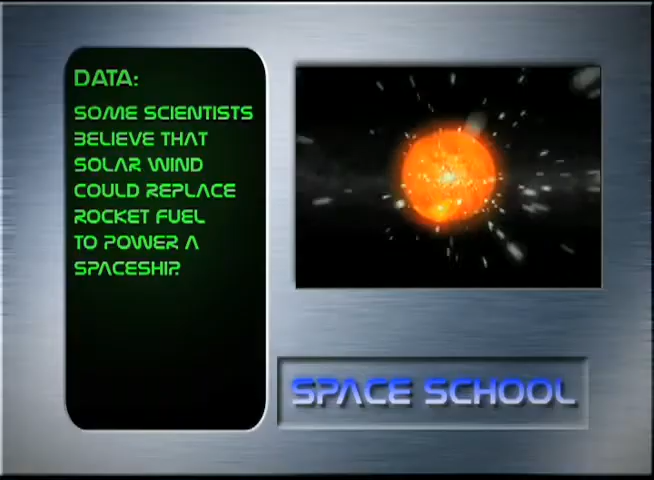 DATA:
SOME SCIENTISTS
BELIEVE THAT
SOLAR WIND
COULD REPLACE
ROCKET FUEL
TO POWER A
SPACESHIP.
SPACE SCHOOL